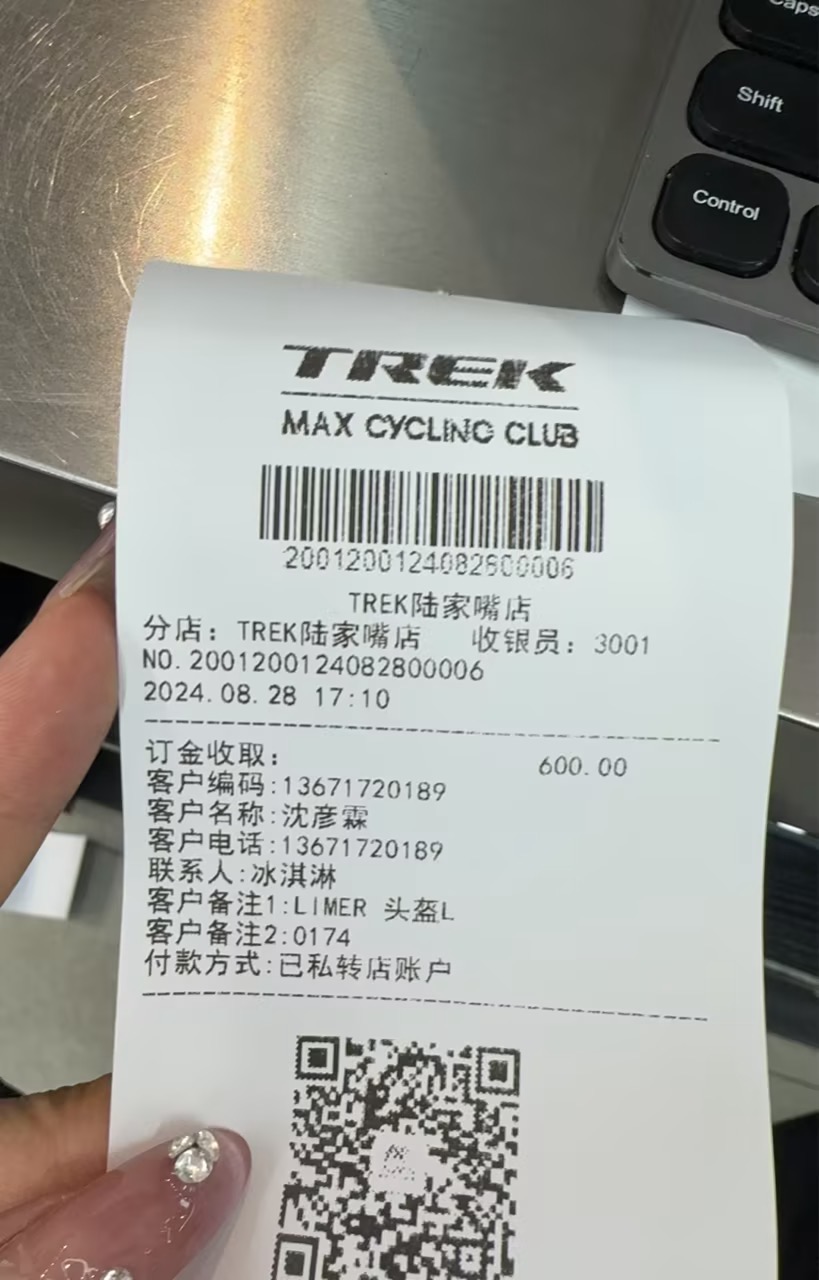 Caps
Shift
Control
TREK
MAX CYCLING CLUB
2001200124082800006
TREK陆家嘴店
分店：TREK陆家嘴店 收银员：3001
NO.2001200124082800006
2024.08.28 17:10
订金收取： 600.00
客户编码:13671720189
客户名称:沈彦霖
客户电话:13671720189
联系人:冰淇淋
客户备注1:LIMER 头盔L
客户备注2:0174
付款方式:已私转店账户